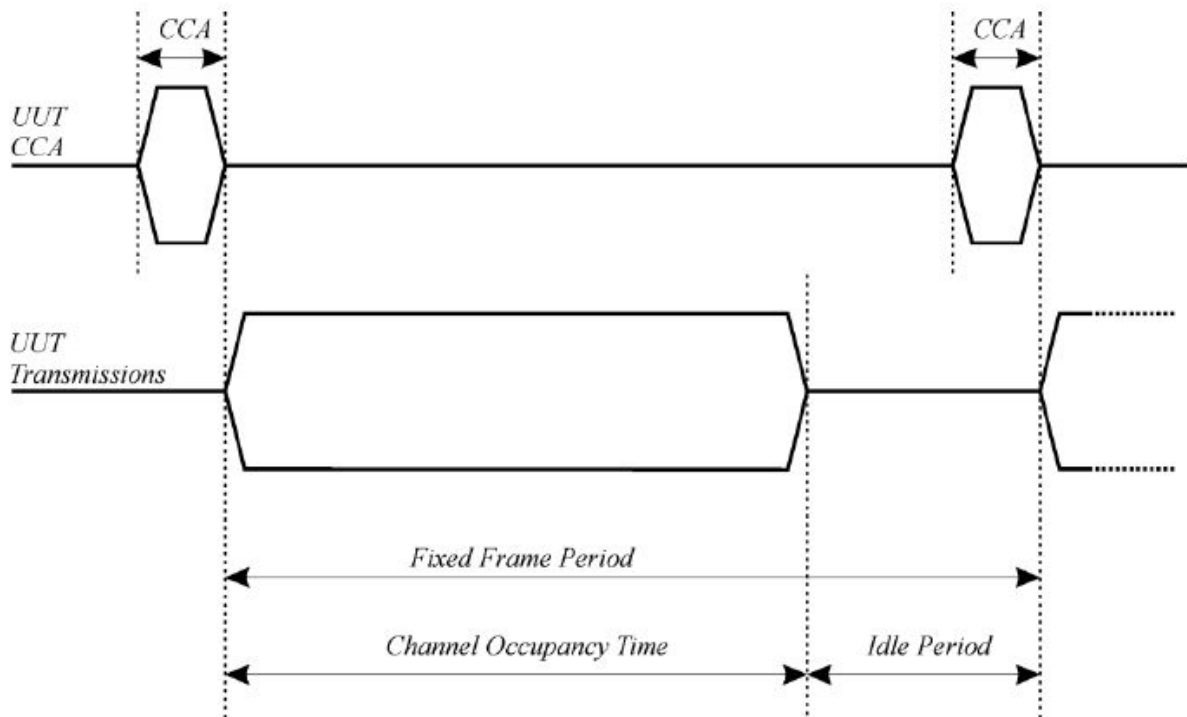 CCA
CCA
UUT
CCA
UUT
Transmissions
Fixed Frame Period
Channel Occupancy Time
Idle Period